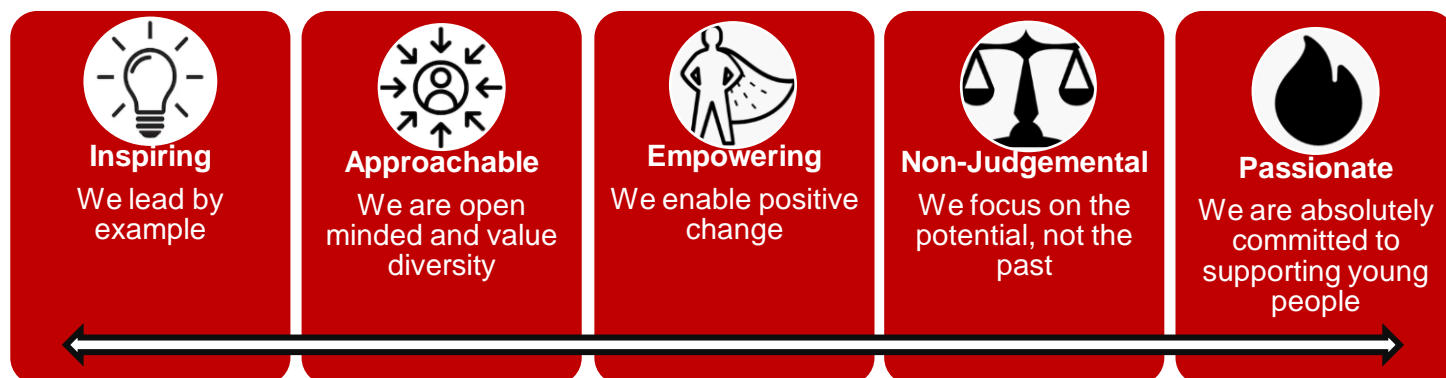 Inspiring
We lead by
example
Approachable
We are open
minded and value
diversity
Empowering
We enable positive
change
Non-Judgemental
We focus on the
potential, not the
past
Passionate
We are absolutely
committed to
supporting young
people